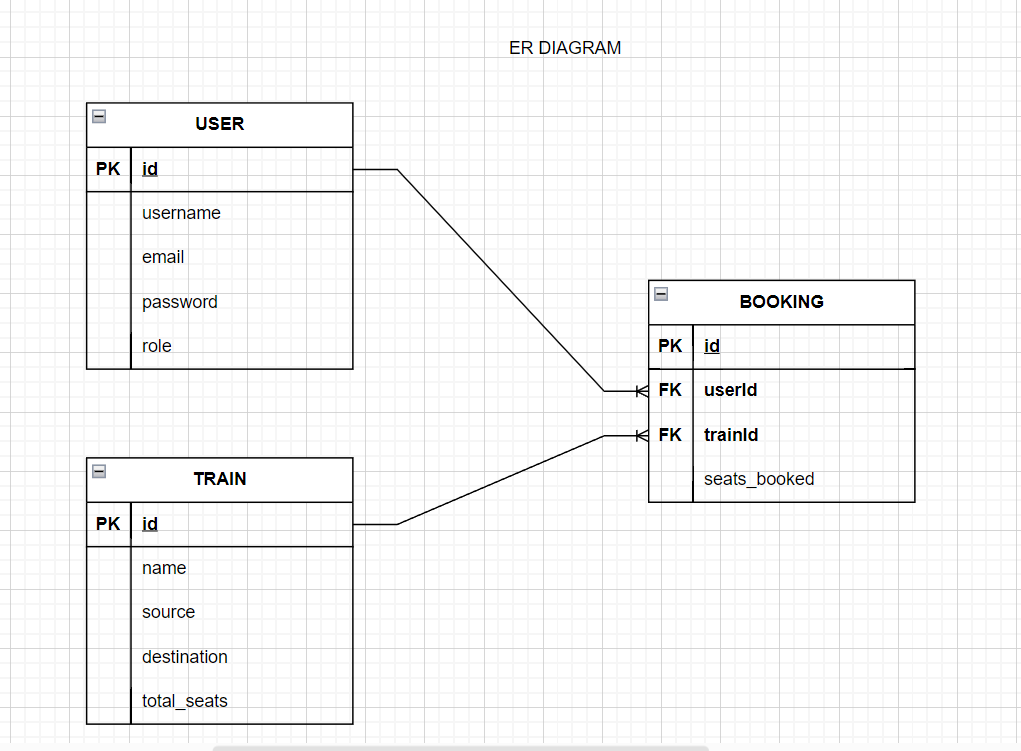 ER DIAGRAM
USER
PK id
username
email
password
role
BOOKING
PK id
FK userId
FK trainId
seats_booked
TRAIN
PK id
name
source
destination
total_seats